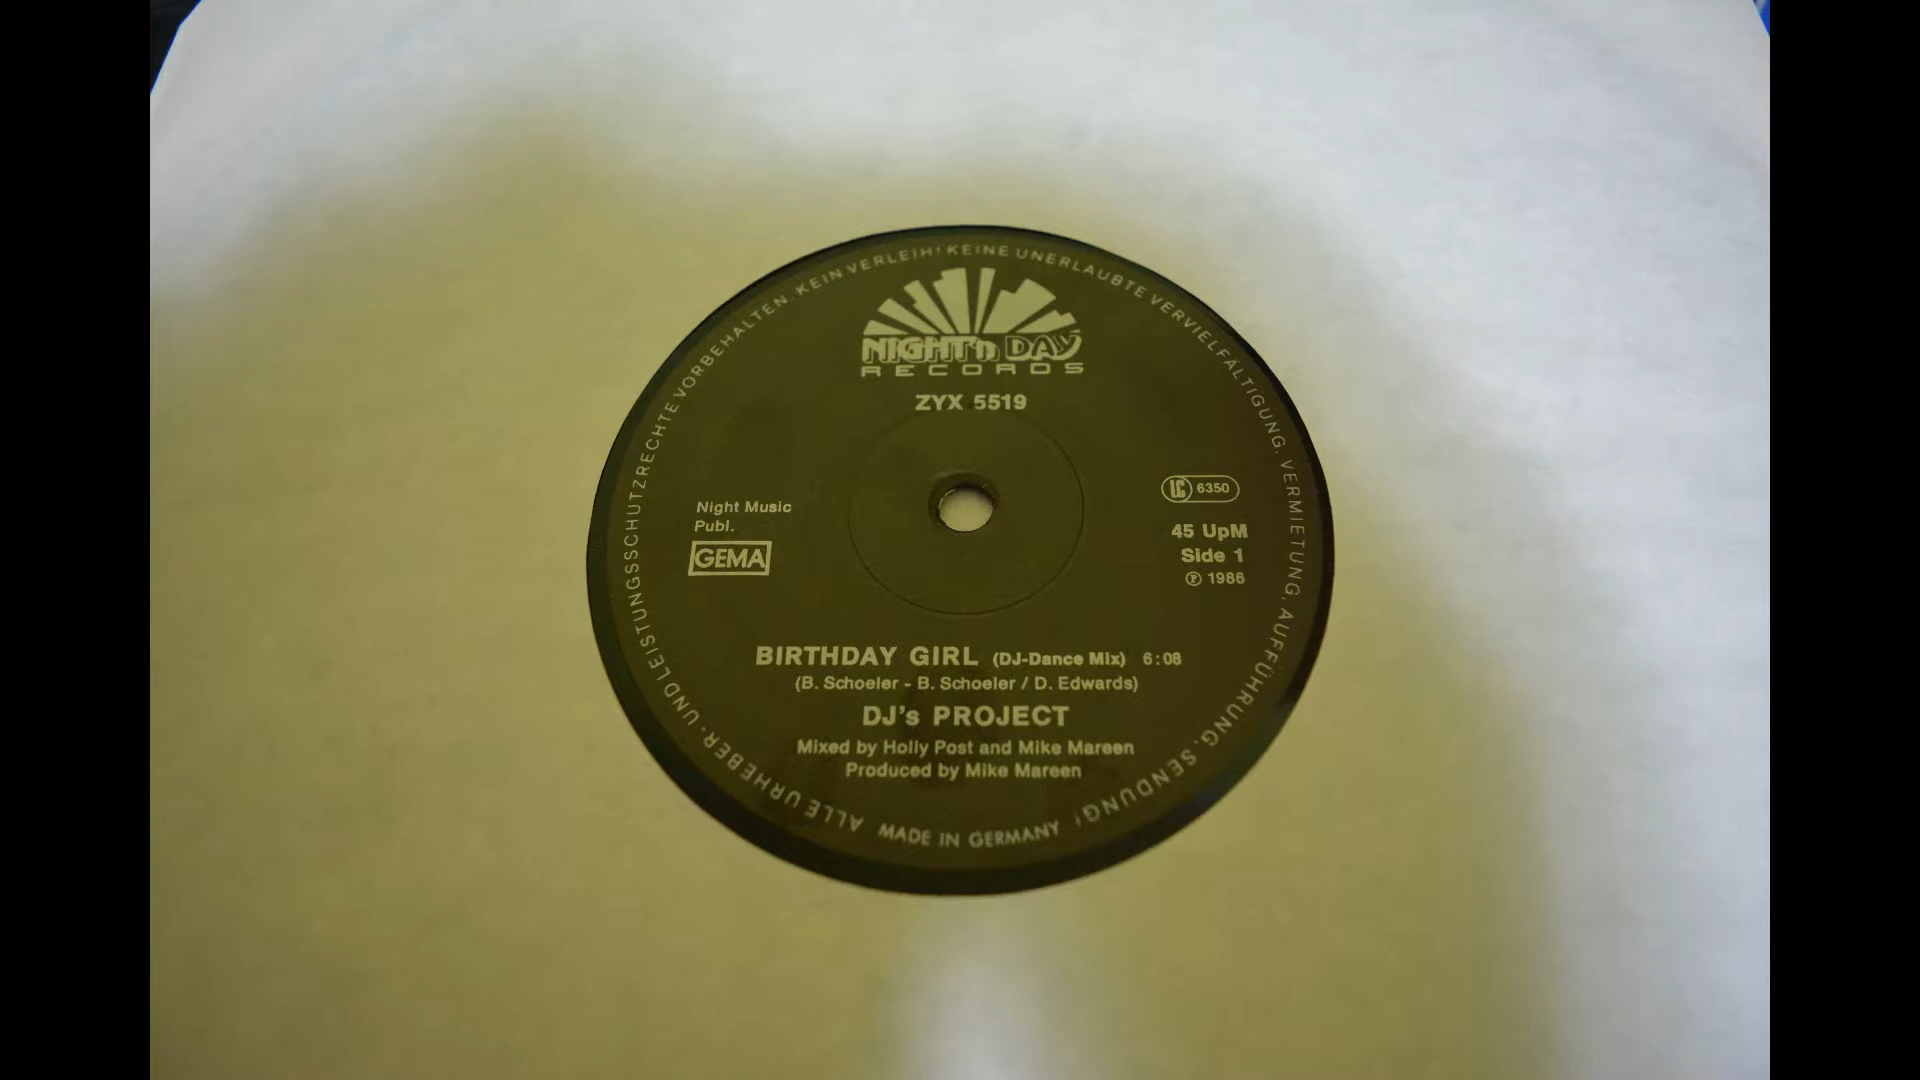 ALLE URHEBER- UND LEISTUNGSSCHUTZRECHTE VORBEHALTEN. KEIN VERLEIH! KEINE UNERLAUBTE VERVIELFÄLTIGUNG, VERMIETUNG, AUFFÜHRUNG, SENDUNG!
NIGHT'n DAY
RECORDS
ZYX 5519
Night Music
Publ.
GEMA
LC 6350
45 UpM
Side 1
℗ 1986
BIRTHDAY GIRL (DJ-Dance Mix) 6:08
(B. Schoeler - B. Schoeler / D. Edwards)
DJ's PROJECT
Mixed by Holly Post and Mike Mareen
Produced by Mike Mareen
MADE IN GERMANY